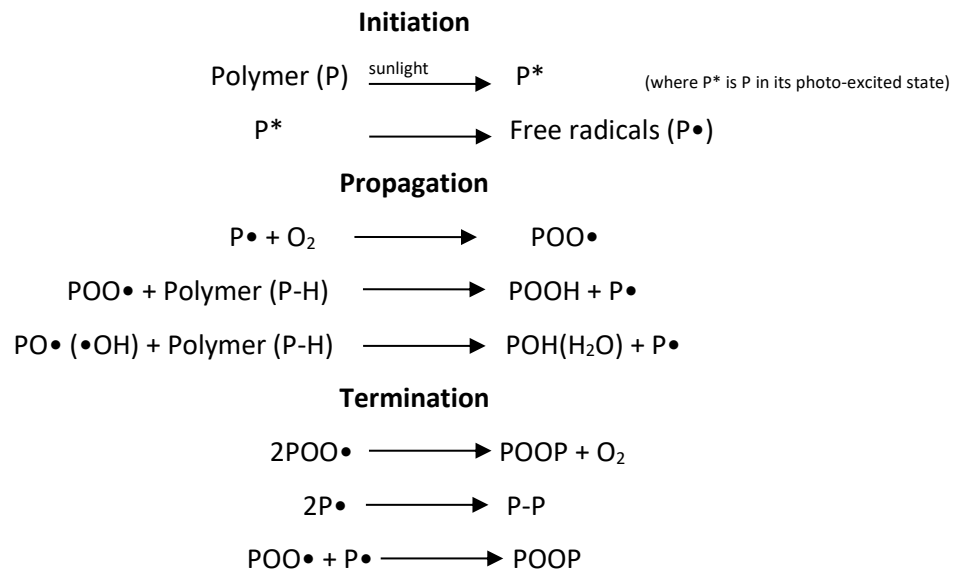 Initiation
Polymer (P) sunlight P* (where P* is P in its photo-excited state)
P* Free radicals (P●)
Propagation
P● + O₂ POO●
POO● + Polymer (P-H) POOH + P●
PO● (●OH) + Polymer (P-H) POH(H₂O) + P●
Termination
2POO● POOP + O₂
2P● P-P
POO● + P● POOP